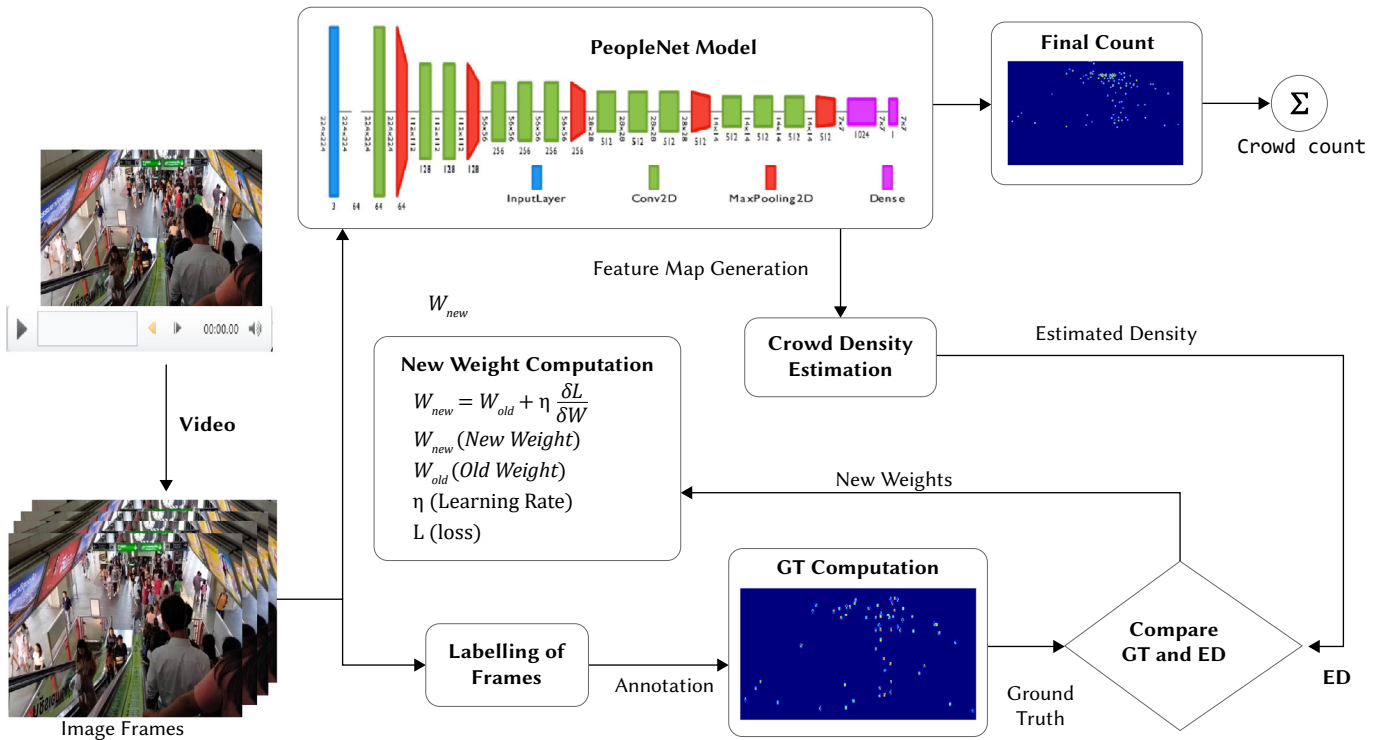 PeopleNet Model
224×224
224×224
224×224
224×224
112×112
112×112
112×112
56×56
56×56
56×56
56×56
28×28
28×28
28×28
28×28
14×14
14×14
14×14
14×14
7×7
7×7
7×7
3
64
64
64
128
128
128
256
256
256
256
512
512
512
512
512
512
512
512
1024
1
InputLayer
Conv2D
MaxPooling2D
Dense
Final Count
Σ
Crowd count
00:00.00
Video
Image Frames
Feature Map Generation
W_new
New Weight Computation
W_new = W_old + η δL/δW
W_new (New Weight)
W_old (Old Weight)
η (Learning Rate)
L (loss)
Crowd Density
Estimation
Estimated Density
New Weights
Labelling of
Frames
Annotation
GT Computation
Ground
Truth
Compare
GT and ED
ED